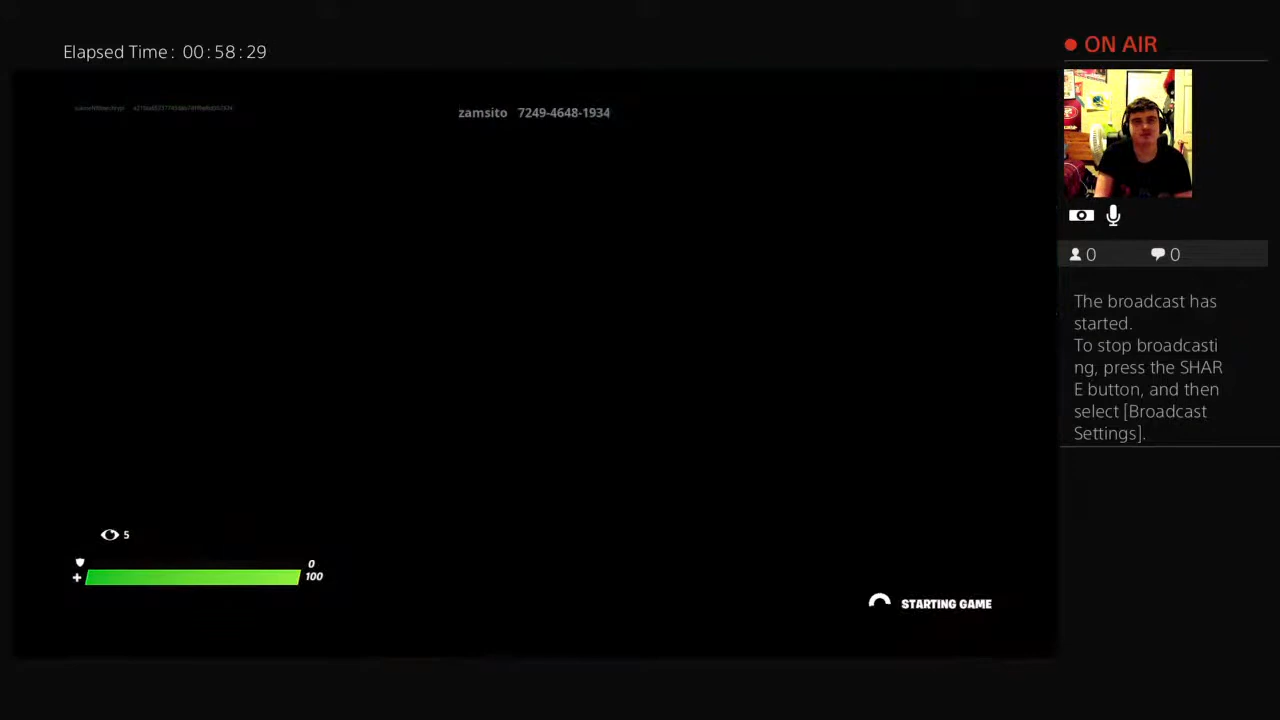 Elapsed Time: 00:58:29
ON AIR
zamsito 7249-4648-1934
0 0
The broadcast has
started.
To stop broadcasti
ng, press the SHAR
E button, and then
select [Broadcast
Settings].
5
0
100
STARTING GAME